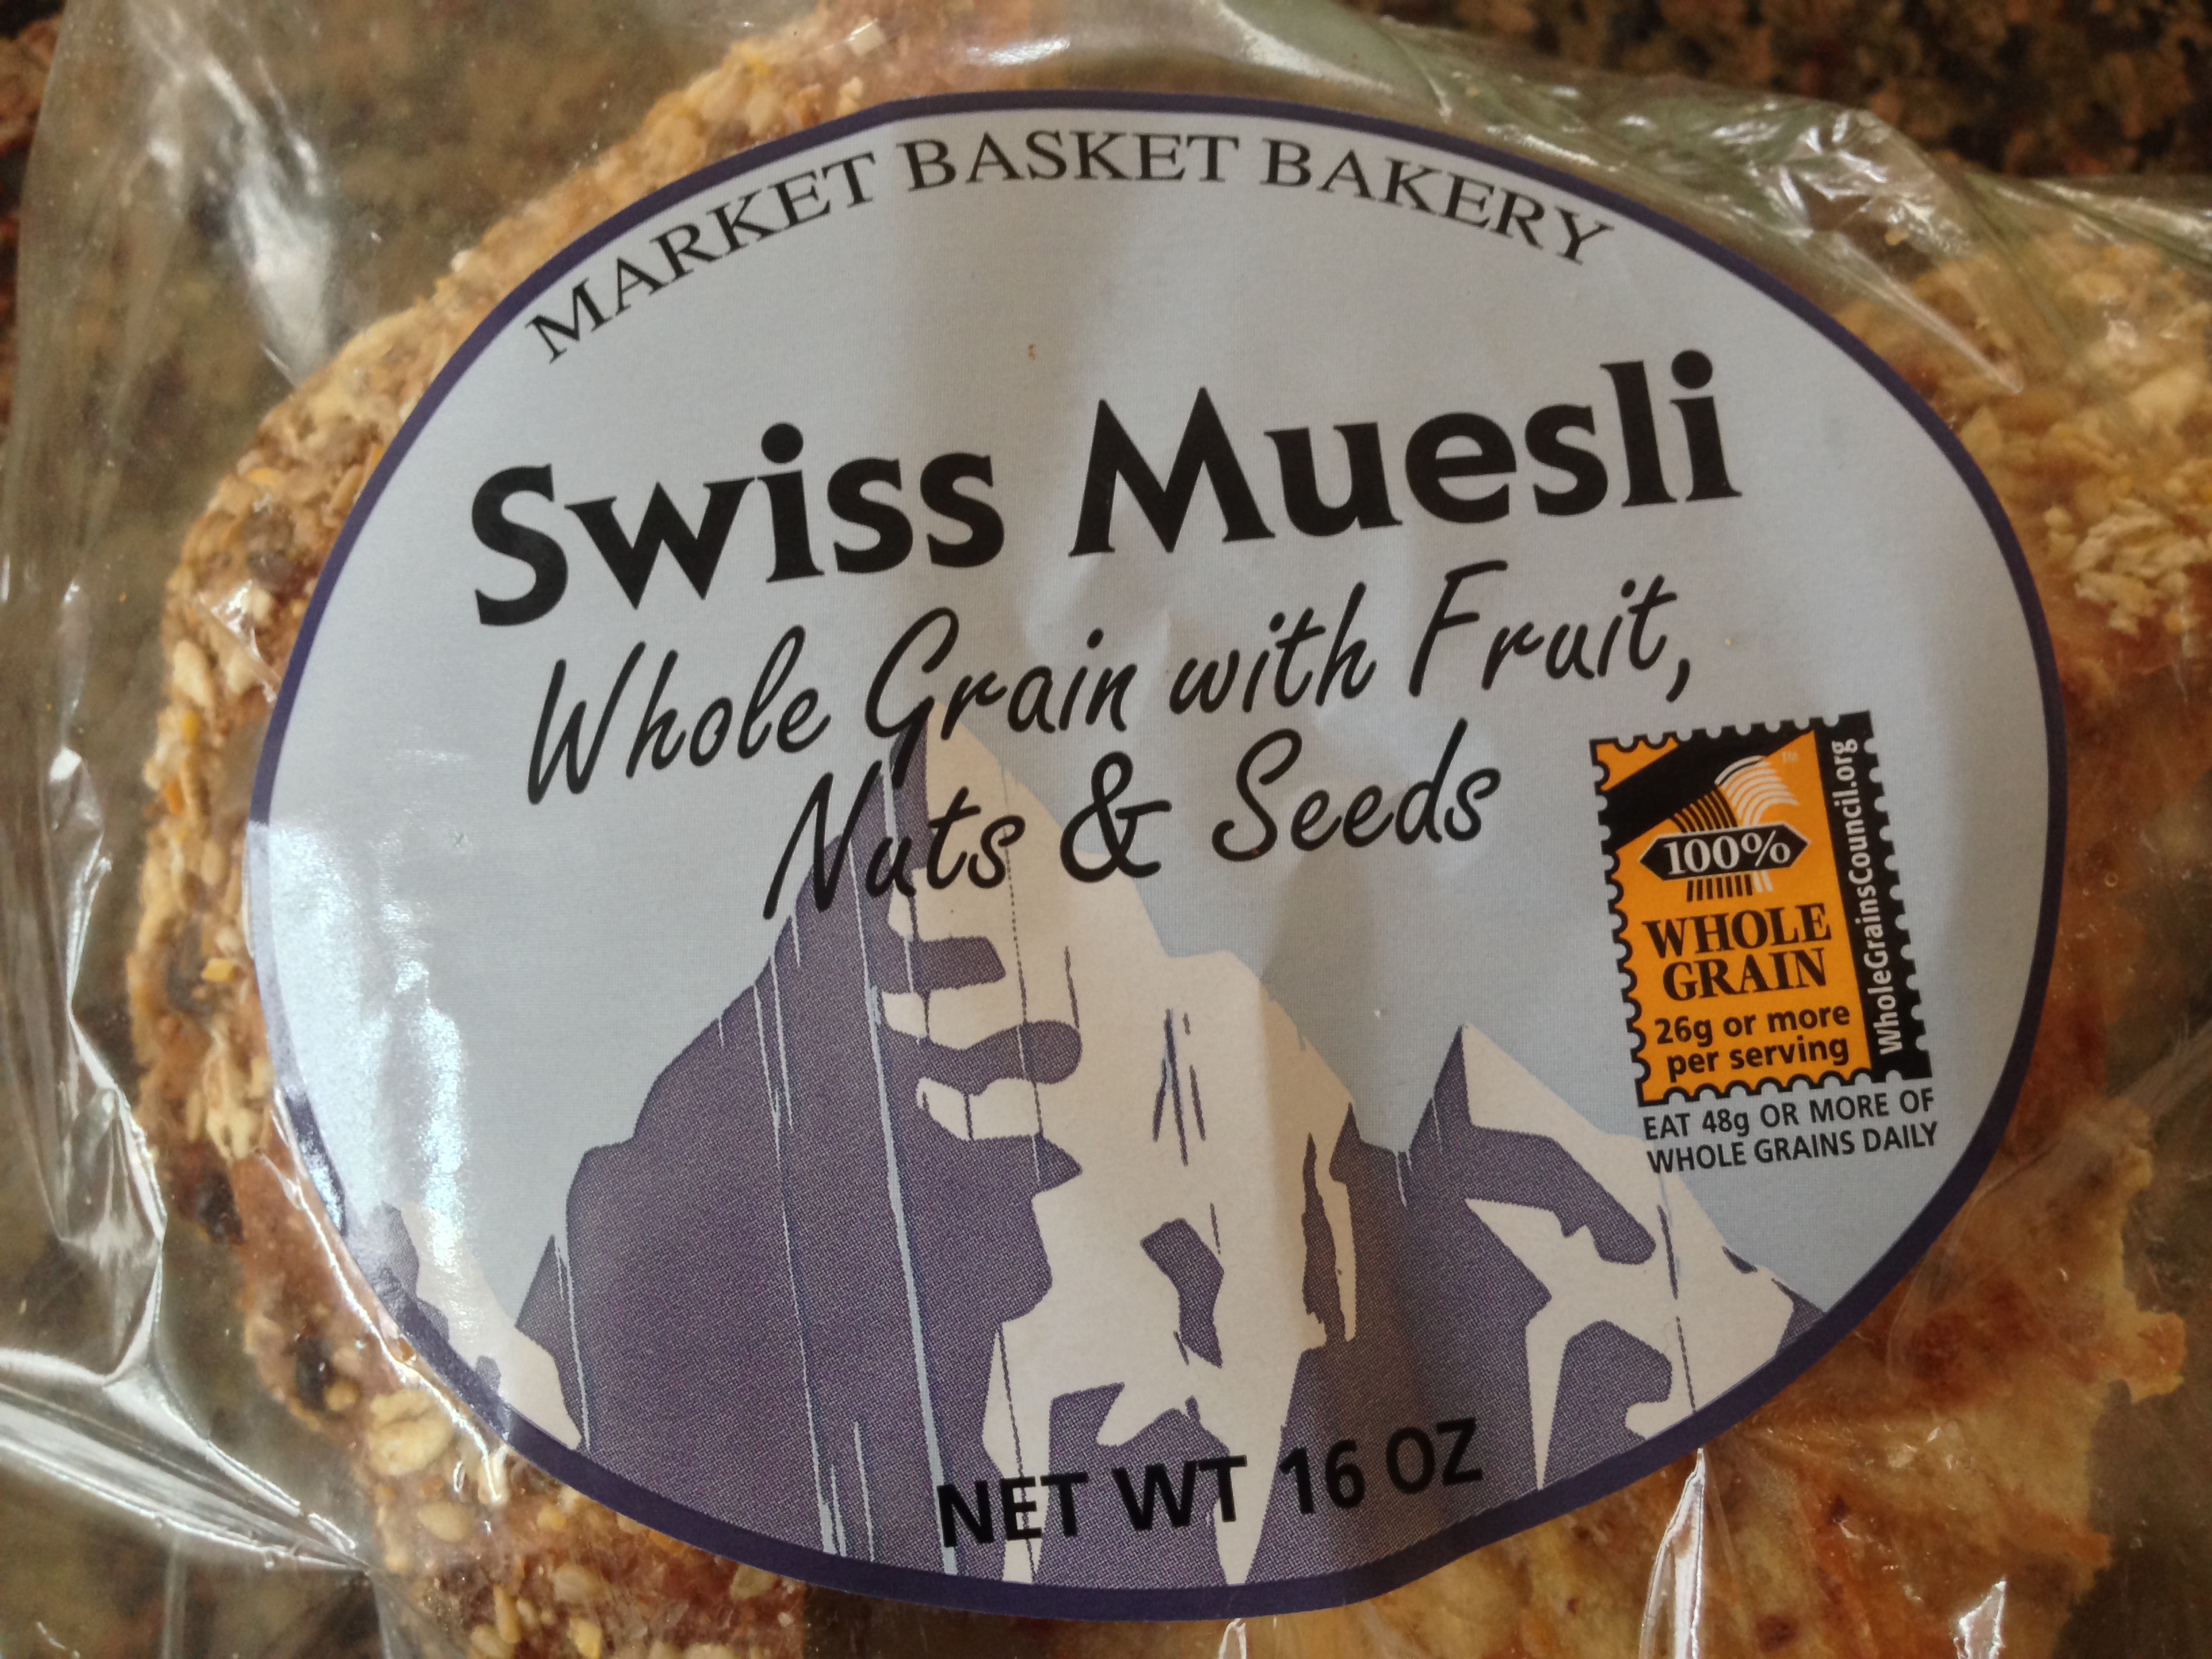 MARKET BASKET BAKERY
Swiss Muesli
Whole Grain with Fruit,
Nuts & Seeds
TM
100%
WHOLE
GRAIN
26g or more
per serving
WholeGrainsCouncil.org
EAT 48g OR MORE OF
WHOLE GRAINS DAILY
NET WT 16 OZ